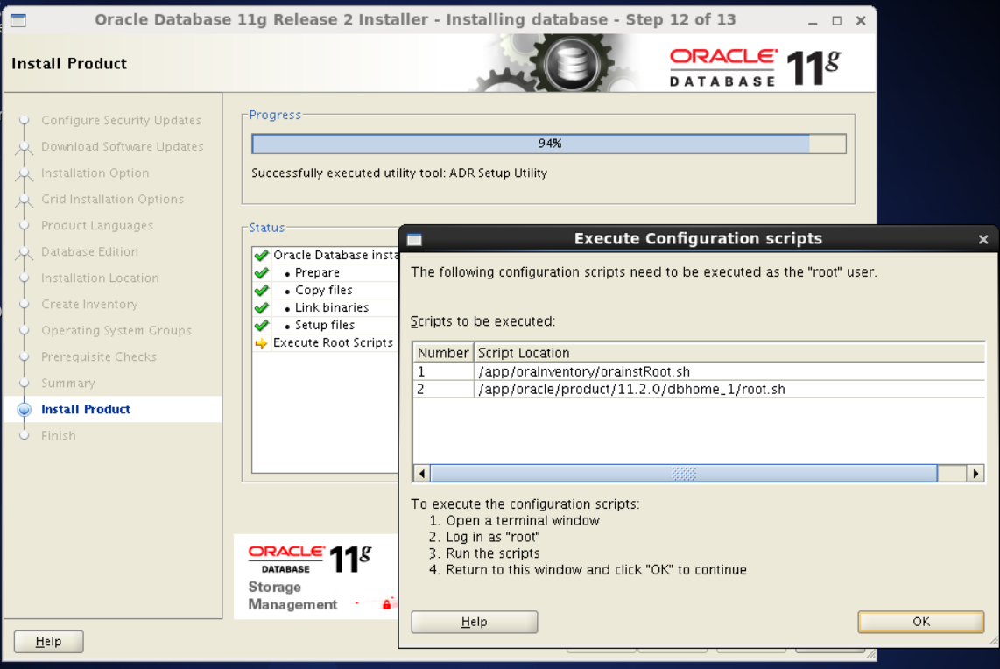 Oracle Database 11g Release 2 Installer - Installing database - Step 12 of 13
Install Product
ORACLE
DATABASE
11g
Configure Security Updates
Download Software Updates
Installation Option
Grid Installation Options
Product Languages
Database Edition
Installation Location
Create Inventory
Operating System Groups
Prerequisite Checks
Summary
Install Product
Finish
Help
Progress
94%
Successfully executed utility tool: ADR Setup Utility
Status
Oracle Database insta
• Prepare
• Copy files
• Link binaries
• Setup files
Execute Root Scripts
ORACLE
DATABASE
11g
Storage
Management
Execute Configuration scripts
The following configuration scripts need to be executed as the "root" user.
Scripts to be executed:
Number Script Location
1 /app/oraInventory/orainstRoot.sh
2 /app/oracle/product/11.2.0/dbhome_1/root.sh
To execute the configuration scripts:
1. Open a terminal window
2. Log in as "root"
3. Run the scripts
4. Return to this window and click "OK" to continue
Help
OK